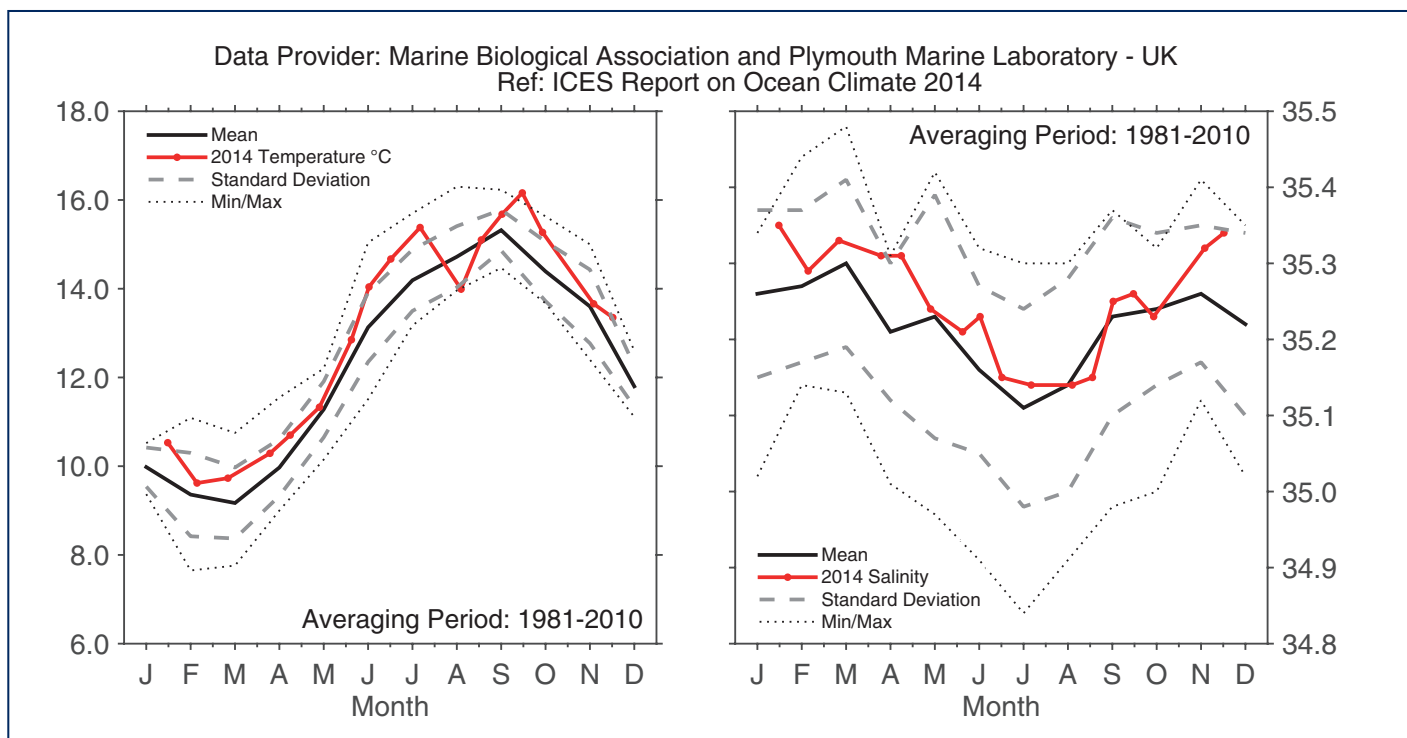 Data Provider: Marine Biological Association and Plymouth Marine Laboratory - UK
Ref: ICES Report on Ocean Climate 2014
18.0
16.0
14.0
12.0
10.0
8.0
6.0
Mean
2014 Temperature °C
Standard Deviation
Min/Max
Averaging Period: 1981-2010
J F M A M J J A S O N D
Month
Averaging Period: 1981-2010
35.5
35.4
35.3
35.2
35.1
35.0
34.9
34.8
Mean
2014 Salinity
Standard Deviation
Min/Max
J F M A M J J A S O N D
Month